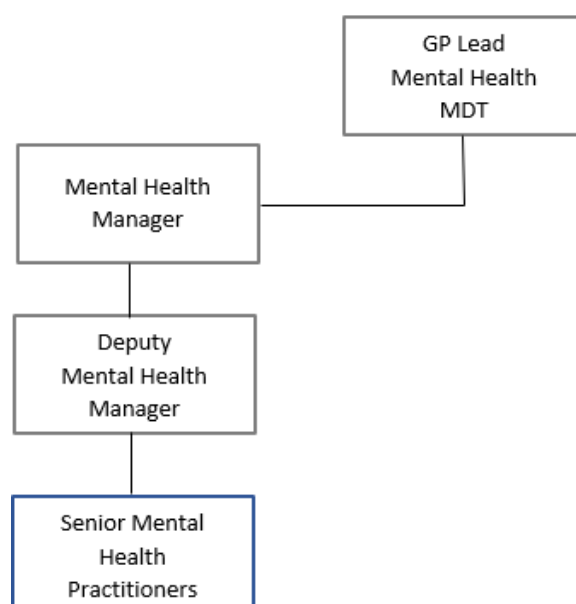 GP Lead
Mental Health
MDT
Mental Health
Manager
Deputy
Mental Health
Manager
Senior Mental
Health
Practitioners